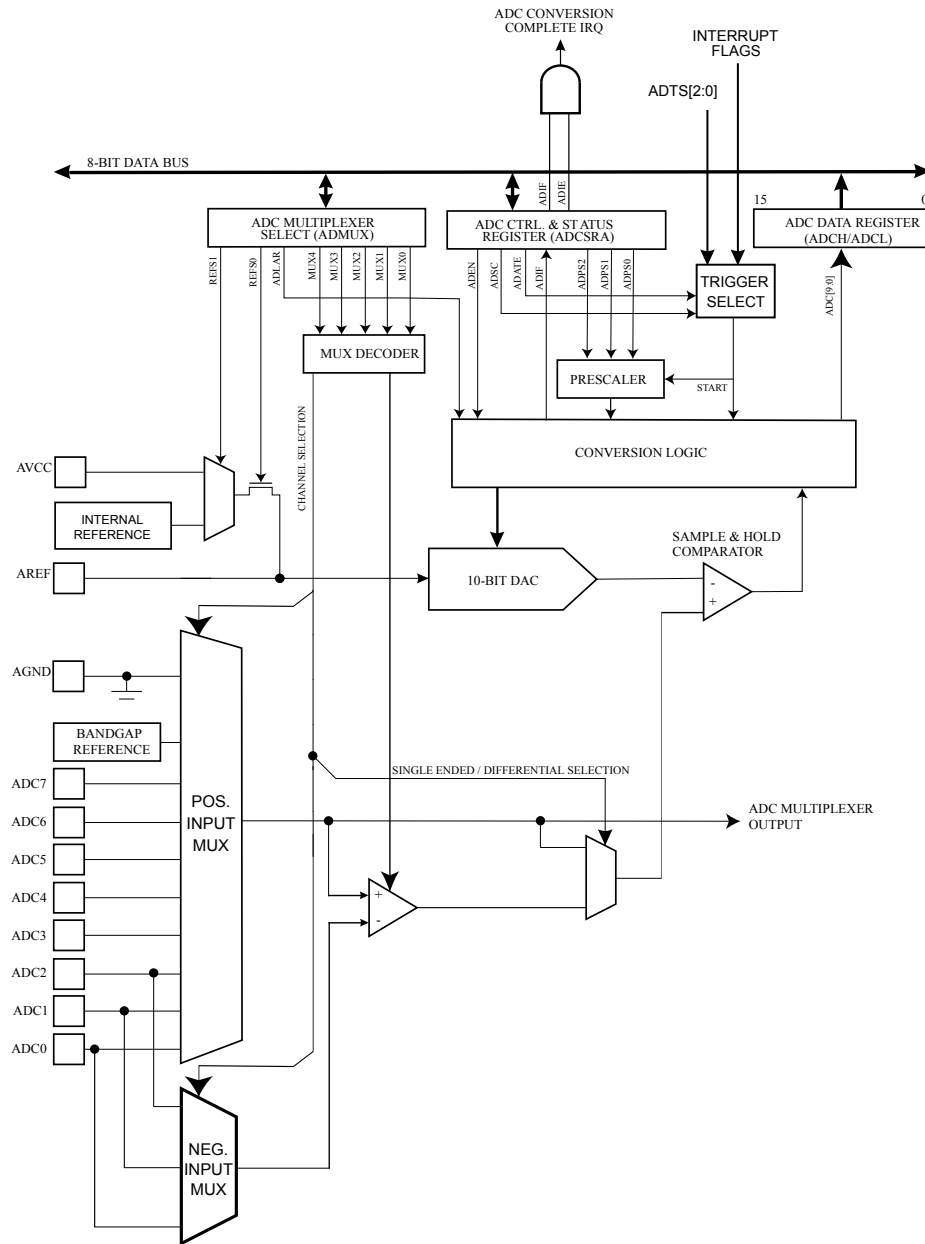 ADC CONVERSION
COMPLETE IRQ
INTERRUPT
FLAGS
ADTS[2:0]
8-BIT DATA BUS
ADIF
ADIE
15
0
ADC MULTIPLEXER
SELECT (ADMUX)
ADC CTRL. & STATUS
REGISTER (ADCSRA)
ADC DATA REGISTER
(ADCH/ADCL)
REFS1
REFS0
ADLAR
MUX4
MUX3
MUX2
MUX1
MUX0
ADEN
ADSC
ADATE
ADIF
ADPS2
ADPS1
ADPS0
TRIGGER
SELECT
ADC[9:0]
MUX DECODER
PRESCALER
START
CHANNEL SELECTION
CONVERSION LOGIC
AVCC
INTERNAL
REFERENCE
SAMPLE & HOLD
COMPARATOR
AREF
10-BIT DAC
-
+
AGND
BANDGAP
REFERENCE
SINGLE ENDED / DIFFERENTIAL SELECTION
ADC7
ADC6
ADC5
ADC4
ADC3
ADC2
ADC1
ADC0
POS.
INPUT
MUX
ADC MULTIPLEXER
OUTPUT
+
-
NEG.
INPUT
MUX